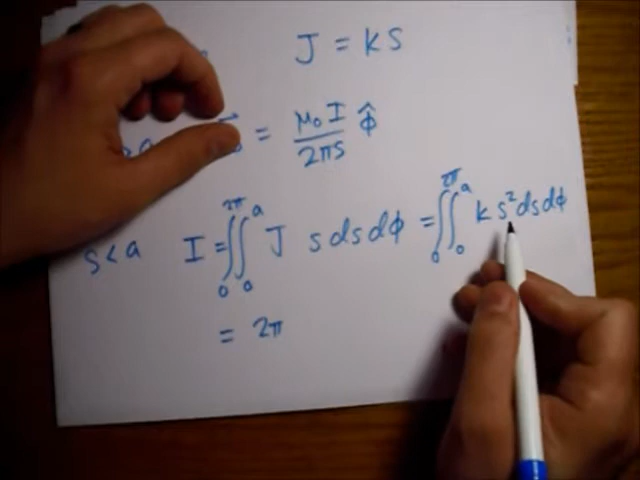 J = ks
= μ₀I/2πs φ̂
s<a I = ∫₀^2π ∫₀^a J s ds dφ = ∫₀^2π ∫₀^a k s² ds dφ
= 2π